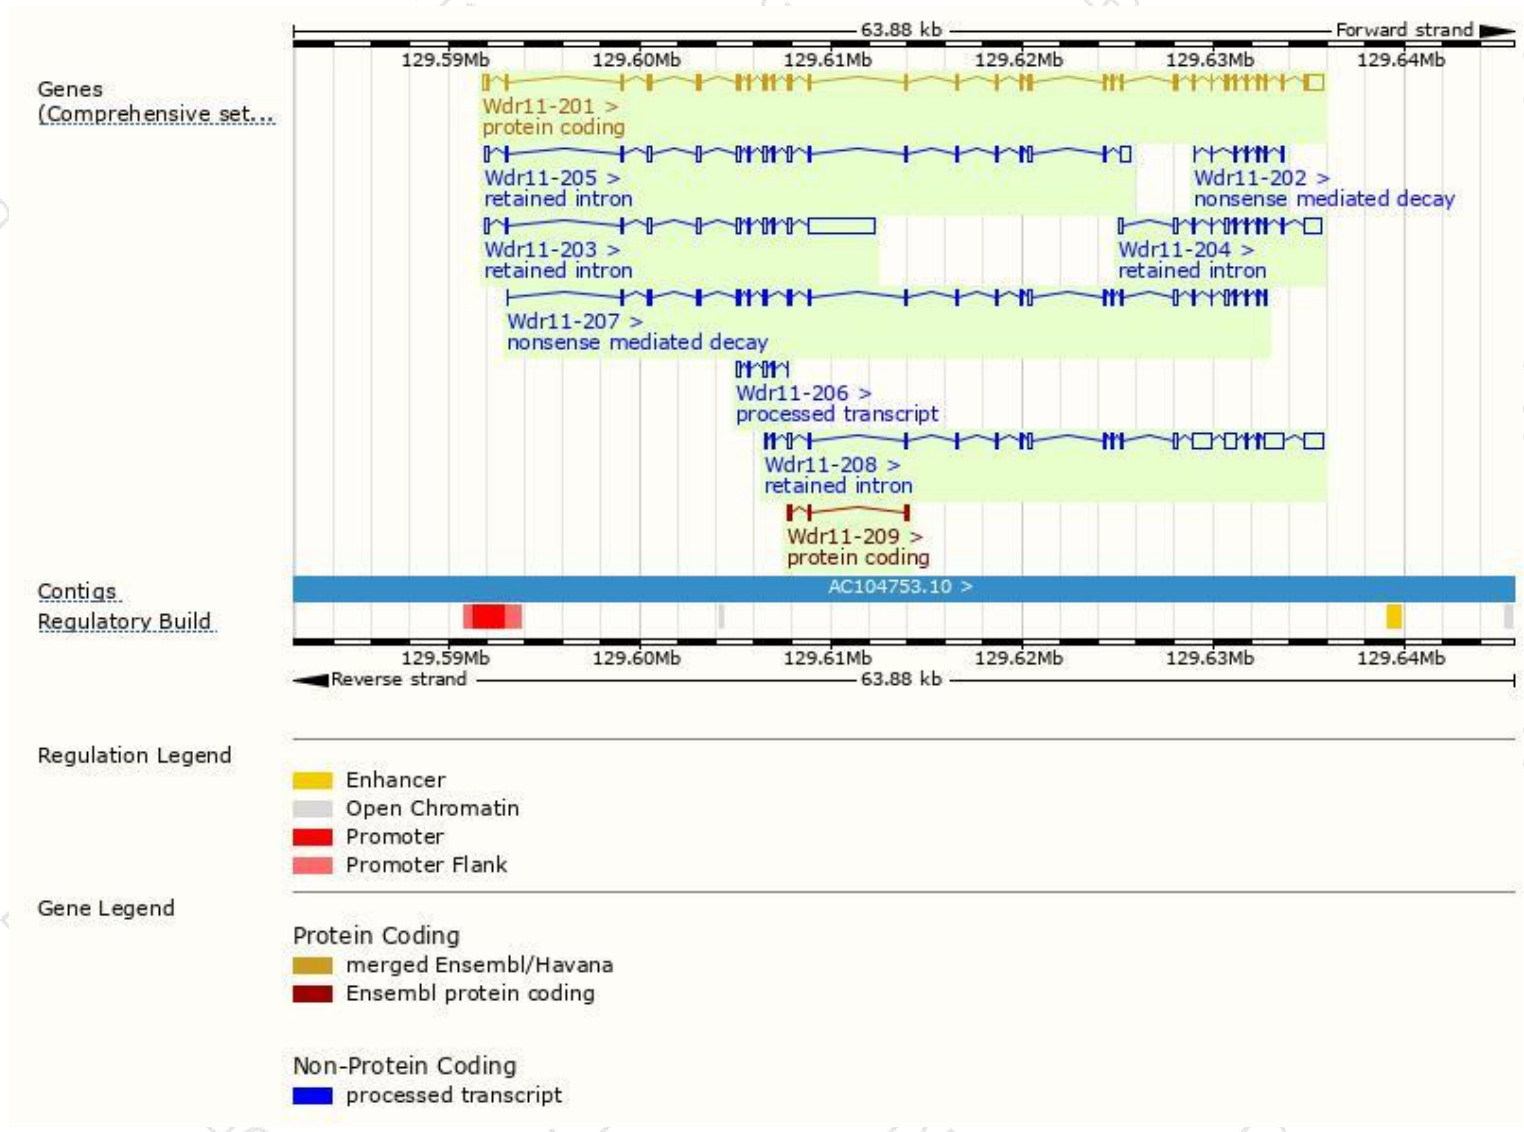 63.88 kb Forward strand
129.59Mb 129.60Mb 129.61Mb 129.62Mb 129.63Mb 129.64Mb
Genes
(Comprehensive set...
Wdr11-201 >
protein coding
Wdr11-205 > Wdr11-202 >
retained intron nonsense mediated decay
Wdr11-203 > Wdr11-204 >
retained intron retained intron
Wdr11-207 >
nonsense mediated decay
Wdr11-206 >
processed transcript
Wdr11-208 >
retained intron
Wdr11-209 >
protein coding
Contigs AC104753.10 >
Regulatory Build
129.59Mb 129.60Mb 129.61Mb 129.62Mb 129.63Mb 129.64Mb
Reverse strand 63.88 kb
Regulation Legend
Enhancer
Open Chromatin
Promoter
Promoter Flank
Gene Legend
Protein Coding
merged Ensembl/Havana
Ensembl protein coding
Non-Protein Coding
processed transcript